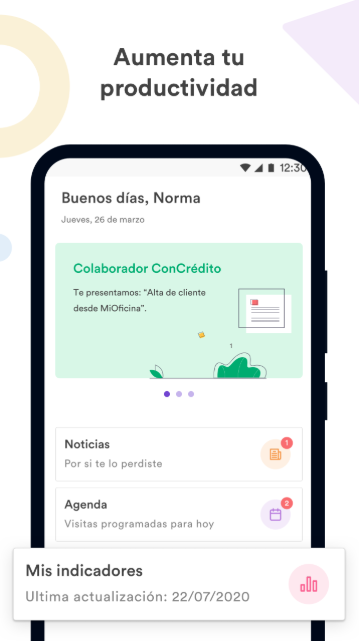 Aumenta tu
productividad
12:30
Buenos días, Norma
Jueves, 26 de marzo
Colaborador ConCrédito
Te presentamos: “Alta de cliente
desde MiOficina”.
1
Noticias
1
Por si te lo perdiste
Agenda
2
Visitas programadas para hoy
Mis indicadores
Ultima actualización: 22/07/2020